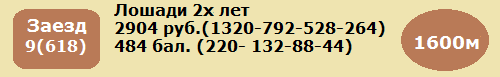 Заезд
9(618)
Лошади 2х лет
2904 руб.(1320-792-528-264)
484 бал. (220- 132-88-44)
1600м